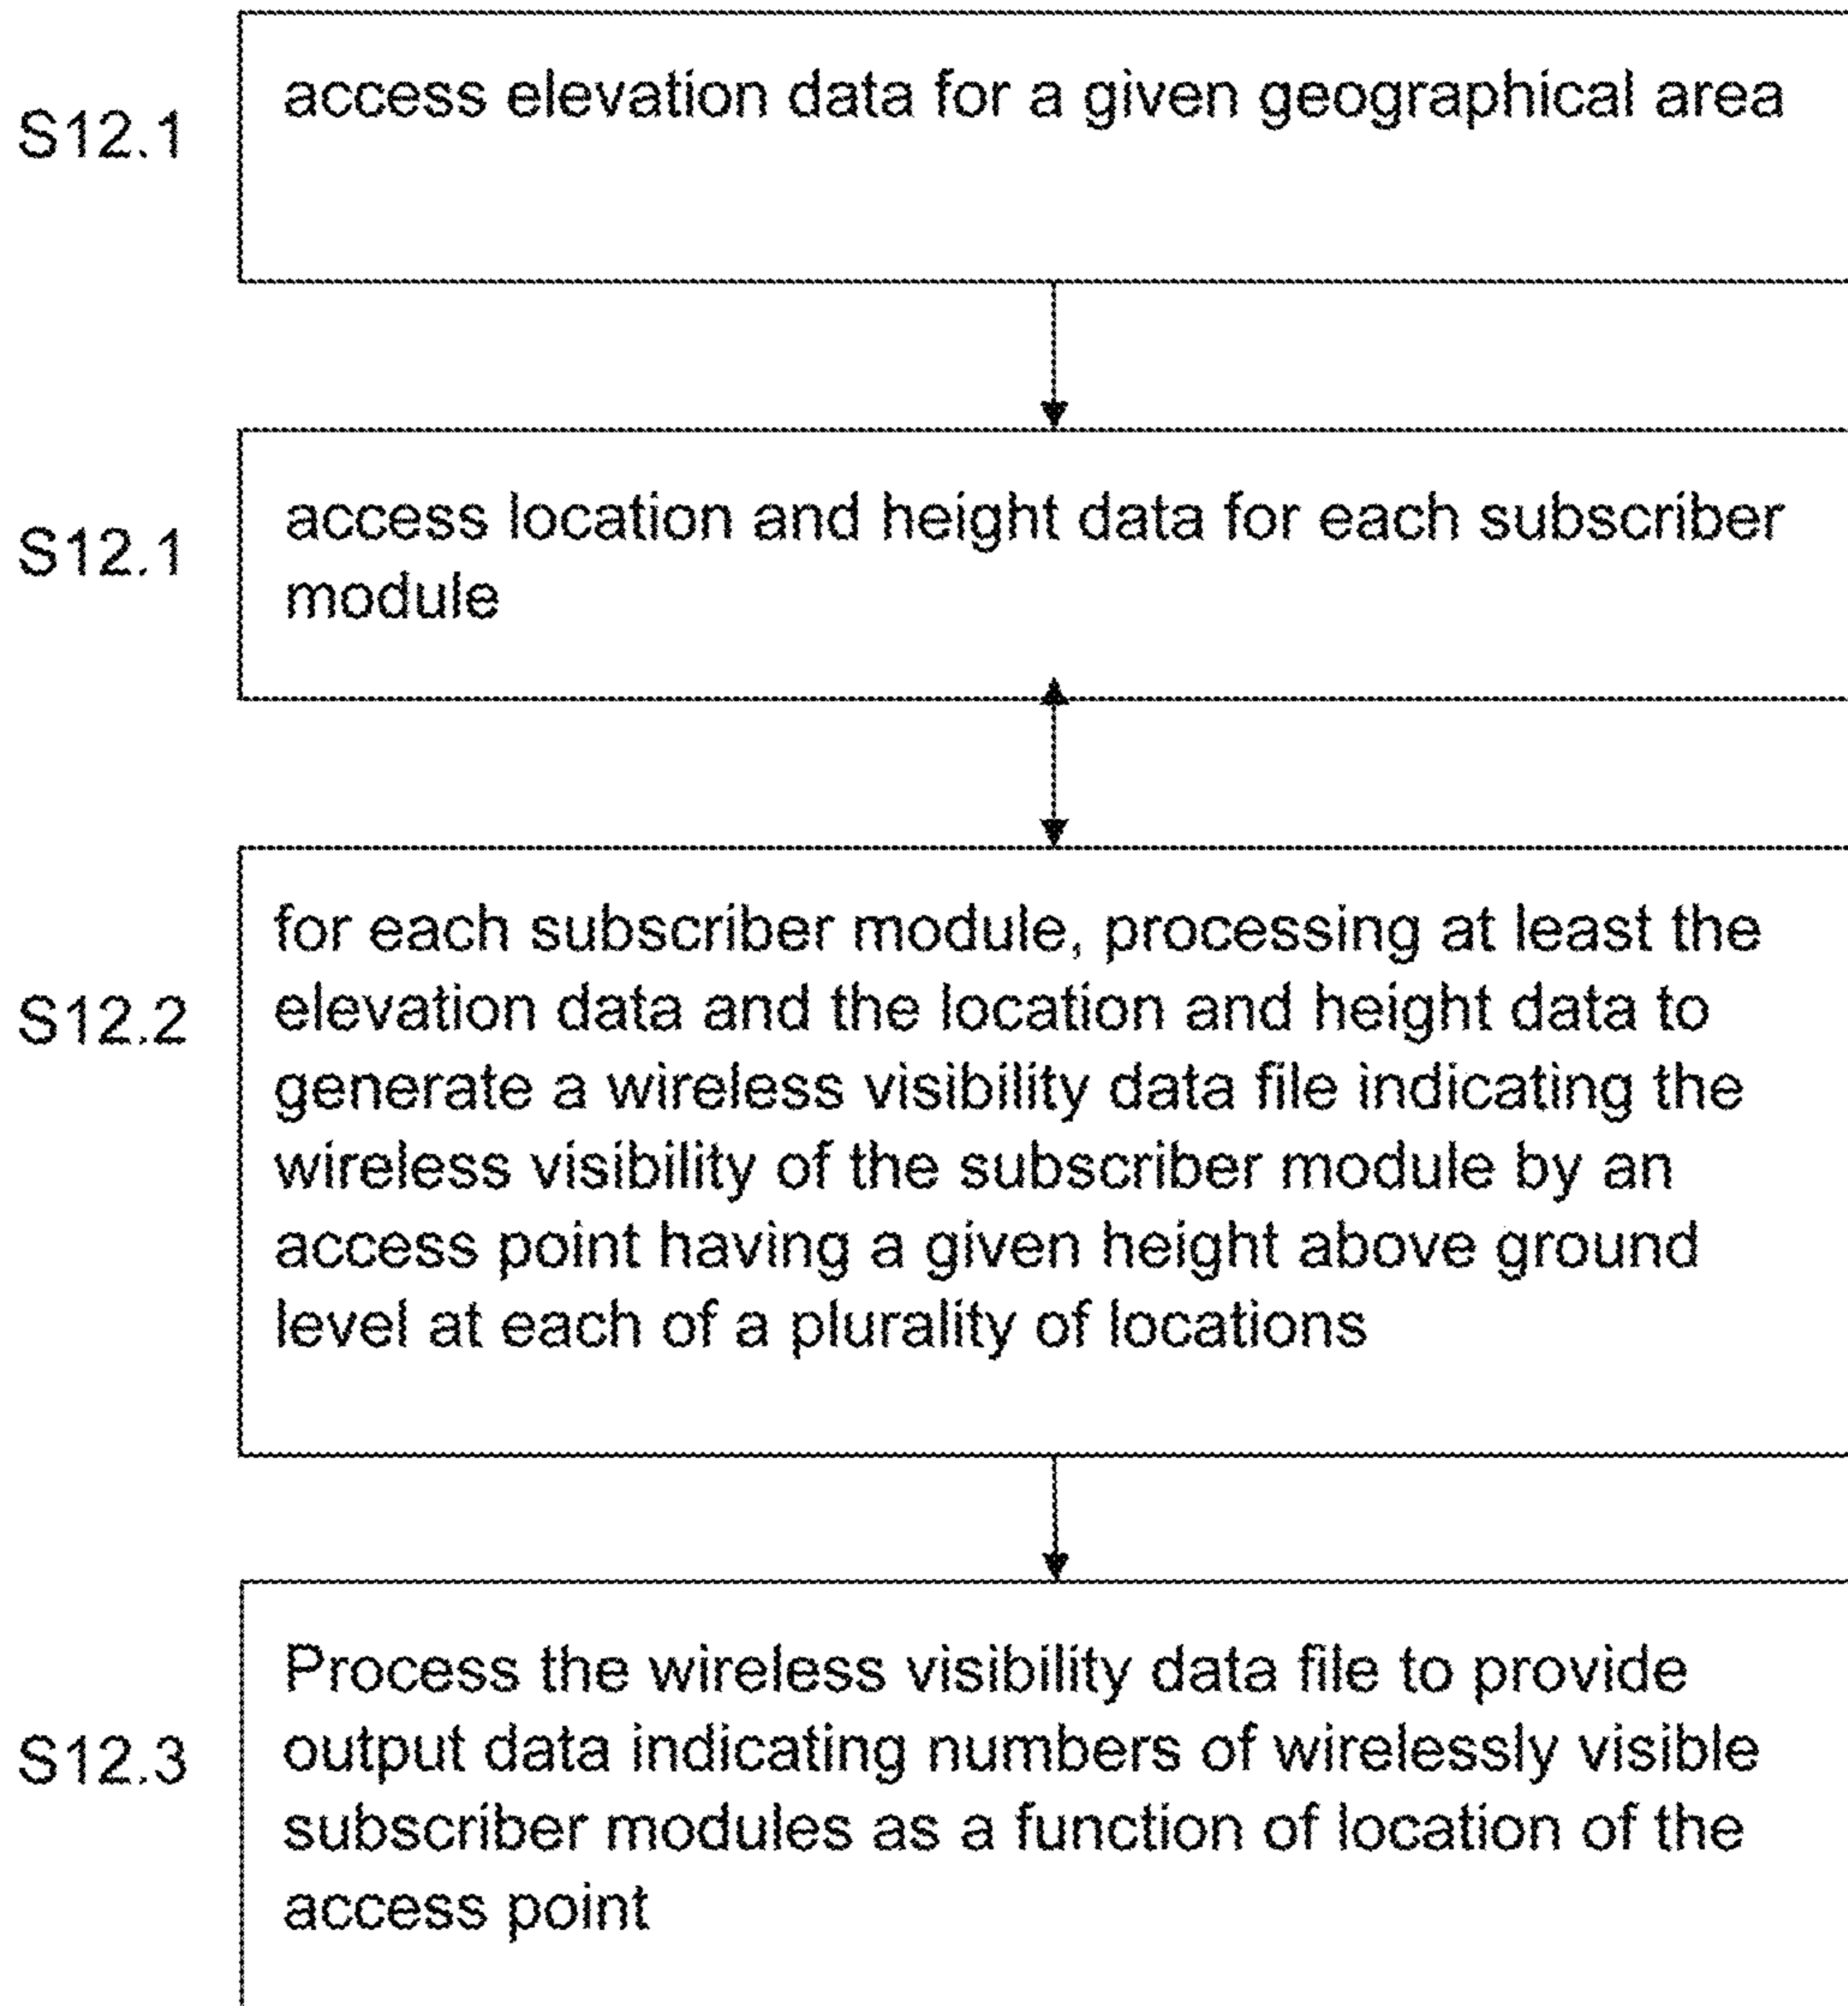 S12.1
access elevation data for a given geographical area
S12.1
access location and height data for each subscriber
module
S12.2
for each subscriber module, processing at least the
elevation data and the location and height data to
generate a wireless visibility data file indicating the
wireless visibility of the subscriber module by an
access point having a given height above ground
level at each of a plurality of locations
S12.3
Process the wireless visibility data file to provide
output data indicating numbers of wirelessly visible
subscriber modules as a function of location of the
access point